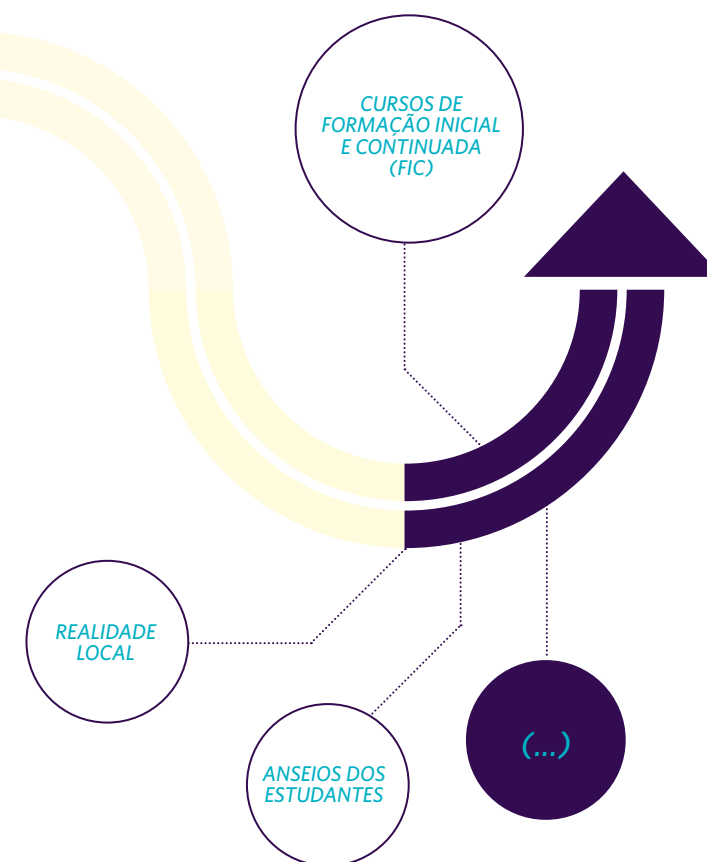 CURSOS DE
FORMAÇÃO INICIAL
E CONTINUADA
(FIC)
REALIDADE
LOCAL
ANSEIOS DOS
ESTUDANTES
(...)